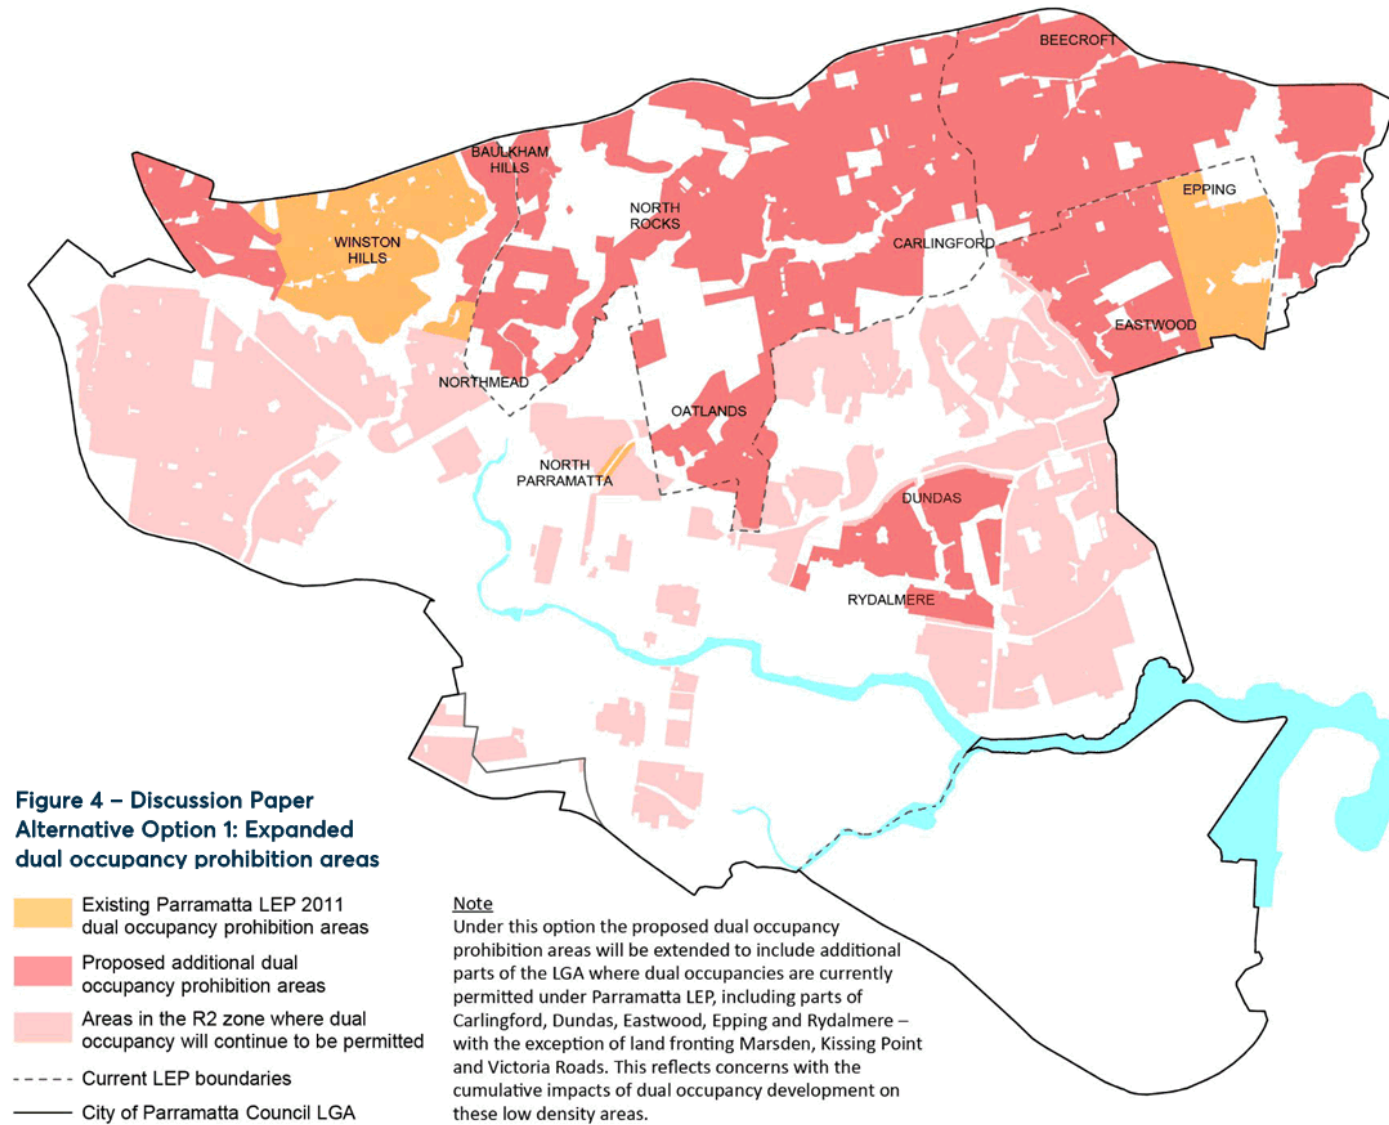 BEECROFT
BAULKHAM
HILLS
EPPING
NORTH
ROCKS
WINSTON
HILLS
CARLINGFORD
EASTWOOD
NORTHMEAD
OATLANDS
NORTH
PARRAMATTA
DUNDAS
RYDALMERE
Figure 4 – Discussion Paper
Alternative Option 1: Expanded
dual occupancy prohibition areas
Existing Parramatta LEP 2011
dual occupancy prohibition areas
Proposed additional dual
occupancy prohibition areas
Areas in the R2 zone where dual
occupancy will continue to be permitted
Current LEP boundaries
City of Parramatta Council LGA
Note
Under this option the proposed dual occupancy
prohibition areas will be extended to include additional
parts of the LGA where dual occupancies are currently
permitted under Parramatta LEP, including parts of
Carlingford, Dundas, Eastwood, Epping and Rydalmere –
with the exception of land fronting Marsden, Kissing Point
and Victoria Roads. This reflects concerns with the
cumulative impacts of dual occupancy development on
these low density areas.